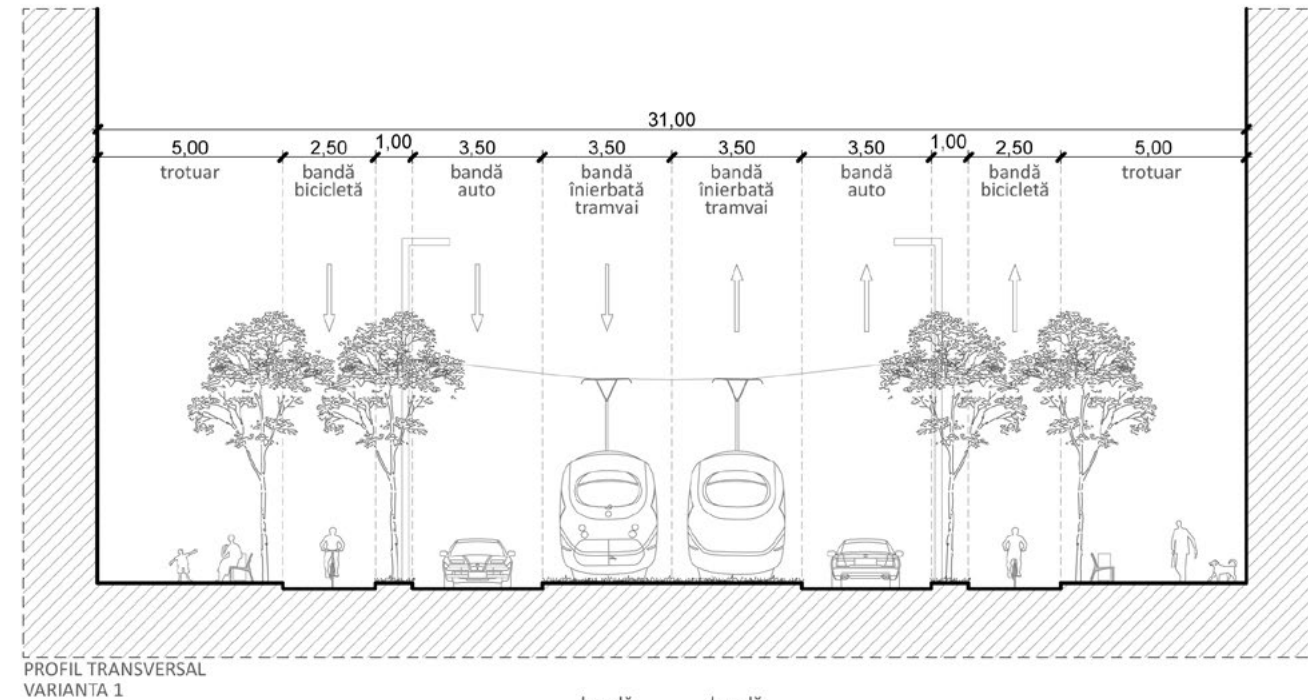 31,00
5,00 2,50 1,00 3,50 3,50 3,50 3,50 1,00 2,50 5,00
trotuar bandă bandă bandă bandă bandă bandă trotuar
bicicletă auto înierbată înierbată auto bicicletă
tramvai tramvai
PROFIL TRANSVERSAL
VARIANTA 1